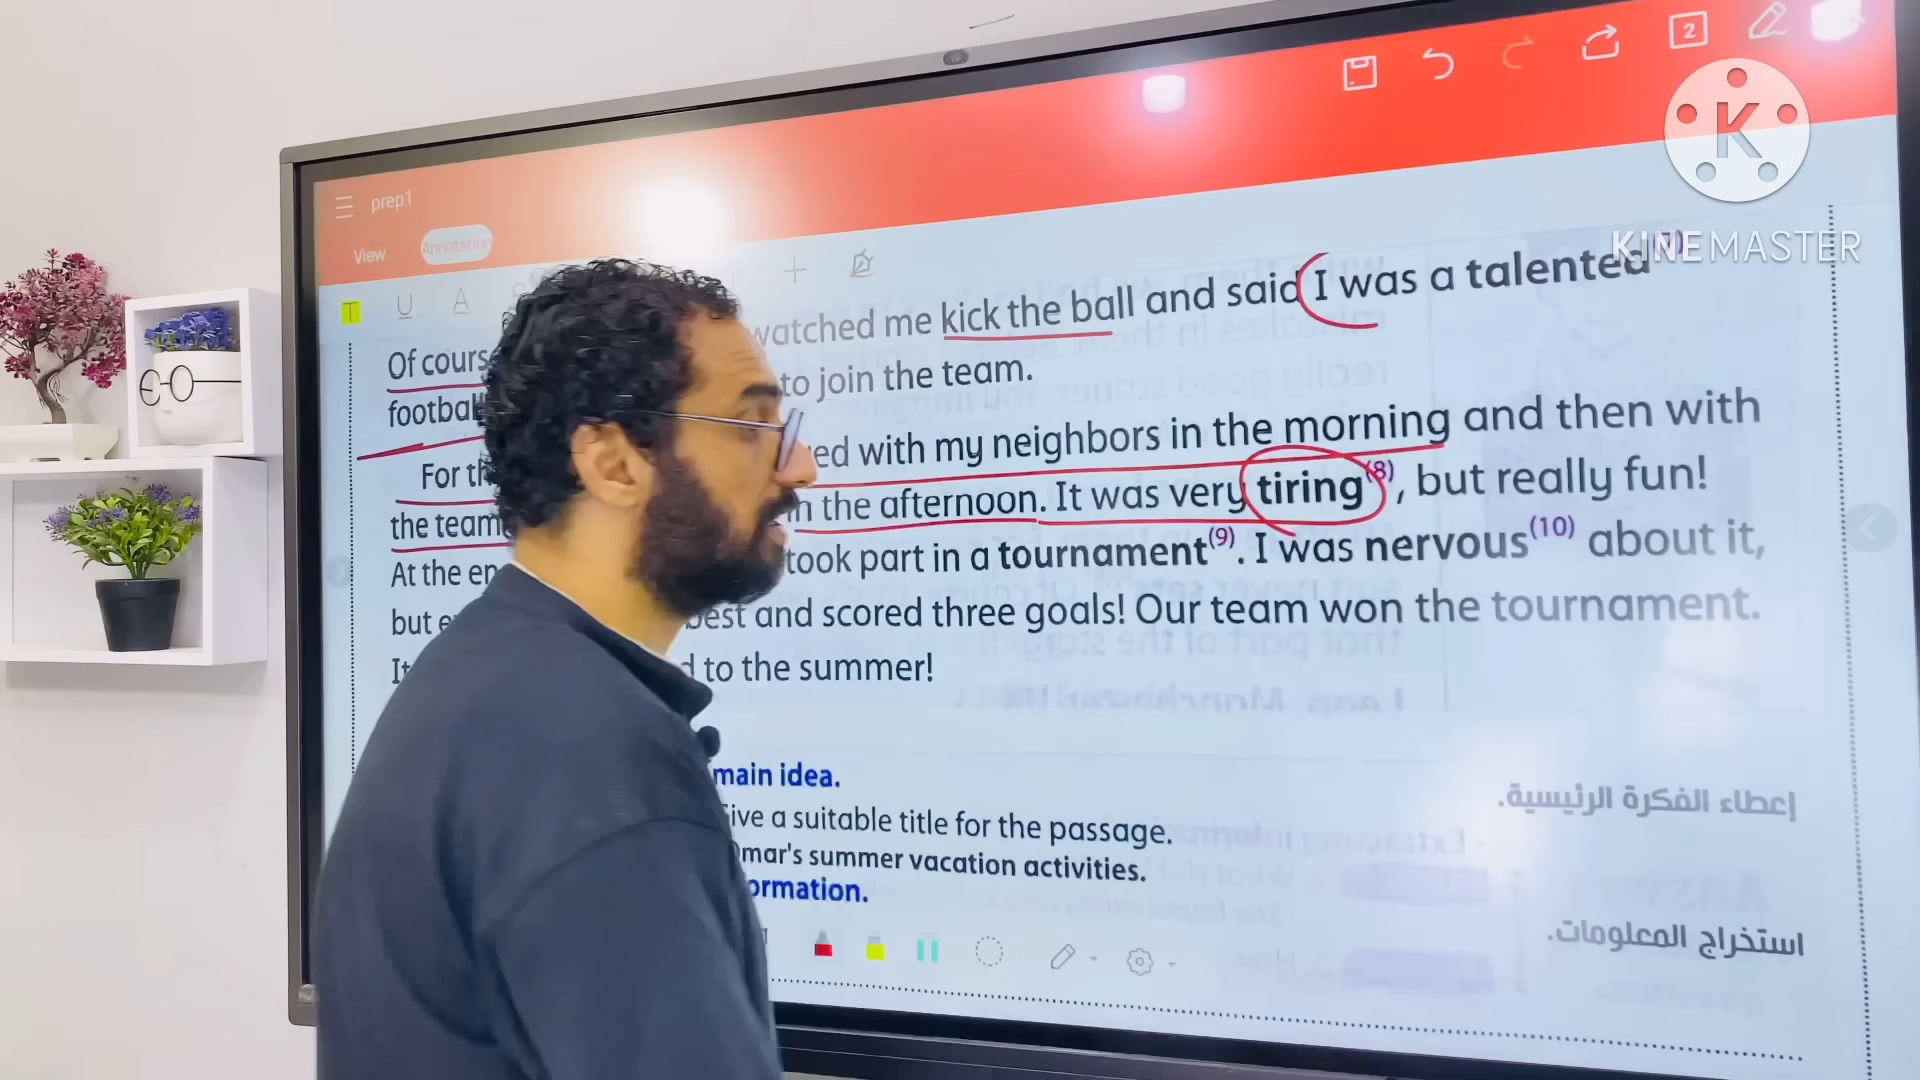 prep1
View
Annotation
2
K
KINEMASTER
T U A
watched me kick the ball and said I was a talented
Of cours
footbal to join the team.
For th ed with my neighbors in the morning and then with
the team in the afternoon. It was very tiring(8), but really fun!
At the en took part in a tournament(9). I was nervous(10) about it,
but e best and scored three goals! Our team won the tournament.
It d to the summer!
main idea.
إعطاء الفكرة الرئيسية.
ive a suitable title for the passage.
mar's summer vacation activities.
ormation.
استخراج المعلومات.